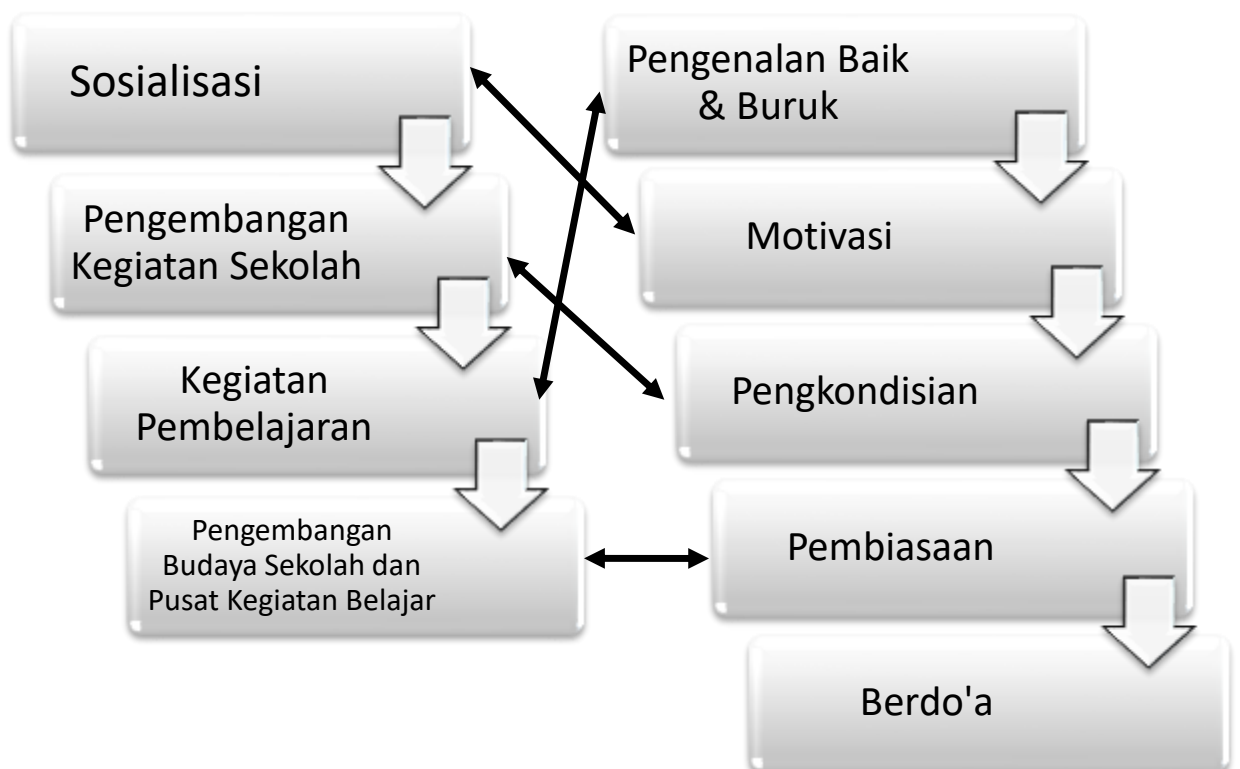 Sosialisasi
Pengembangan
Kegiatan Sekolah
Kegiatan
Pembelajaran
Pengembangan
Budaya Sekolah dan
Pusat Kegiatan Belajar
Pengenalan Baik
& Buruk
Motivasi
Pengkondisian
Pembiasaan
Berdo'a